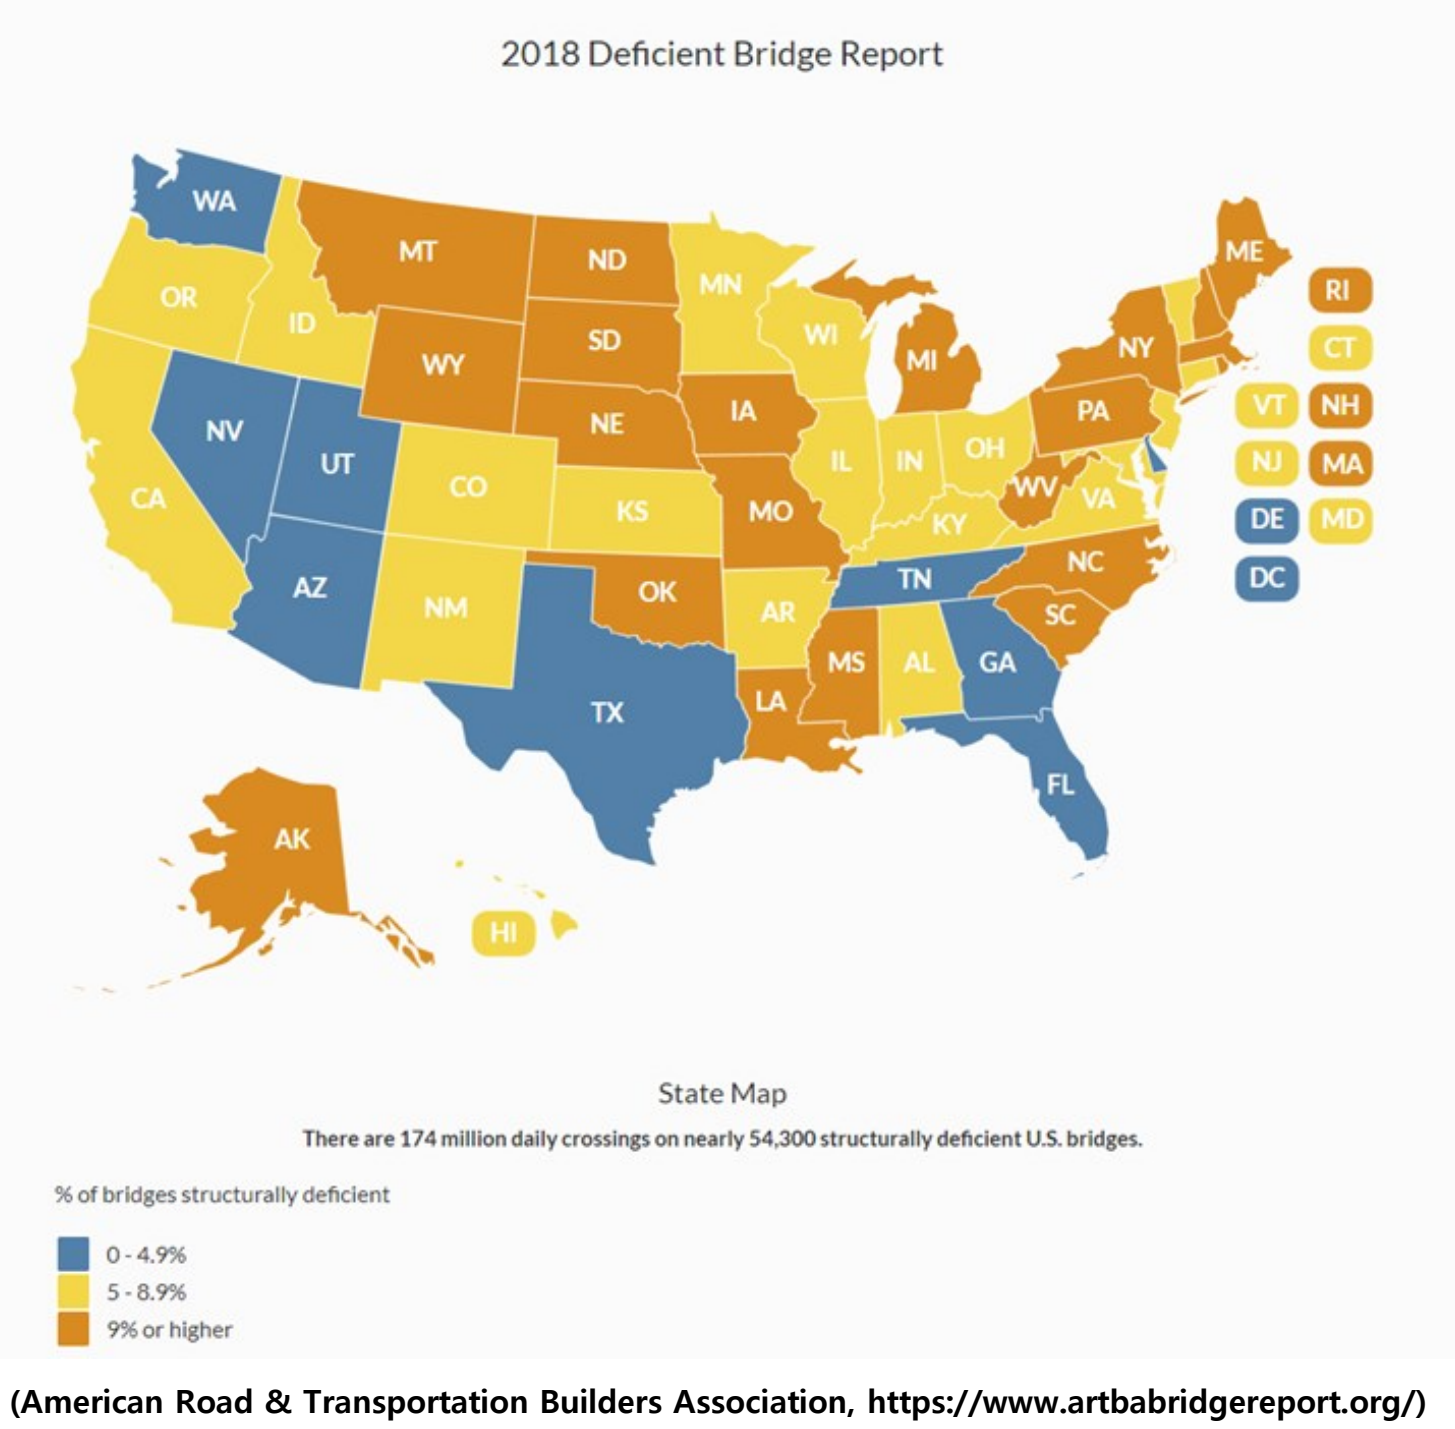 2018 Deficient Bridge Report
WA
MT
ND
MN
ME
OR
ID
WY
SD
WI
MI
NY
RI
CT
VT
NH
NV
UT
CO
NE
IA
IL
IN
OH
PA
NJ
MA
CA
KS
MO
KY
WV
VA
DE
MD
DC
AZ
NM
OK
AR
TN
NC
SC
TX
LA
MS
AL
GA
FL
AK
HI
State Map
There are 174 million daily crossings on nearly 54,300 structurally deficient U.S. bridges.
% of bridges structurally deficient
0 - 4.9%
5 - 8.9%
9% or higher
(American Road & Transportation Builders Association, https://www.artbabridgereport.org/)